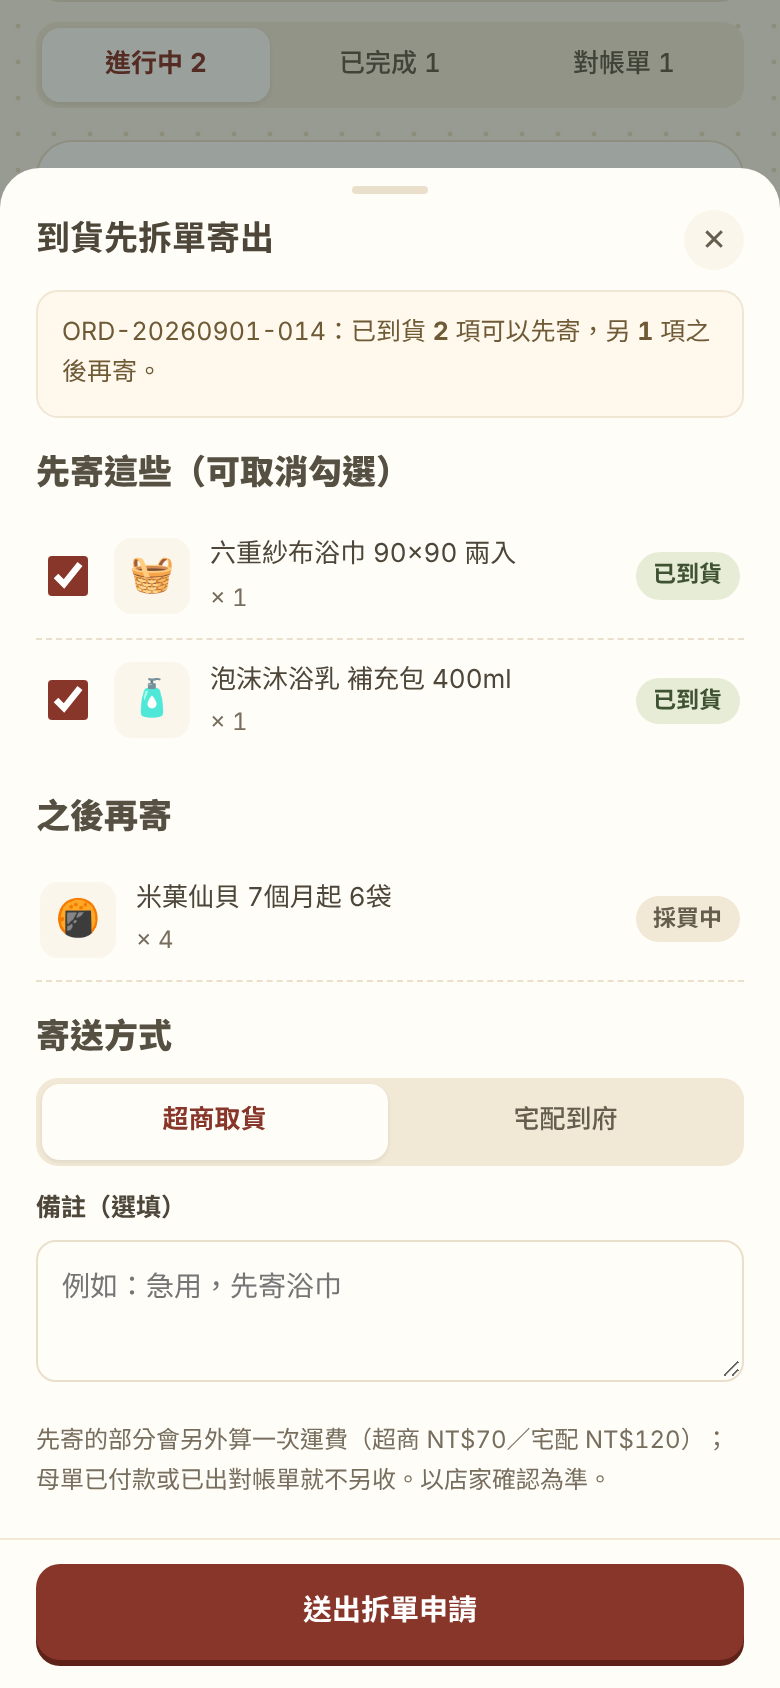 進行中 2
已完成 1
對帳單 1
到貨先拆單寄出
×
ORD-20260901-014：已到貨 2 項可以先寄，另 1 項之
後再寄。
先寄這些（可取消勾選）
六重紗布浴巾 90×90 兩入
× 1
已到貨
泡沫沐浴乳 補充包 400ml
× 1
已到貨
之後再寄
米菓仙貝 7個月起 6袋
× 4
採買中
寄送方式
超商取貨
宅配到府
備註（選填）
例如：急用，先寄浴巾
先寄的部分會另外算一次運費（超商 NT$70／宅配 NT$120）；
母單已付款或已出對帳單就不另收。以店家確認為準。
送出拆單申請